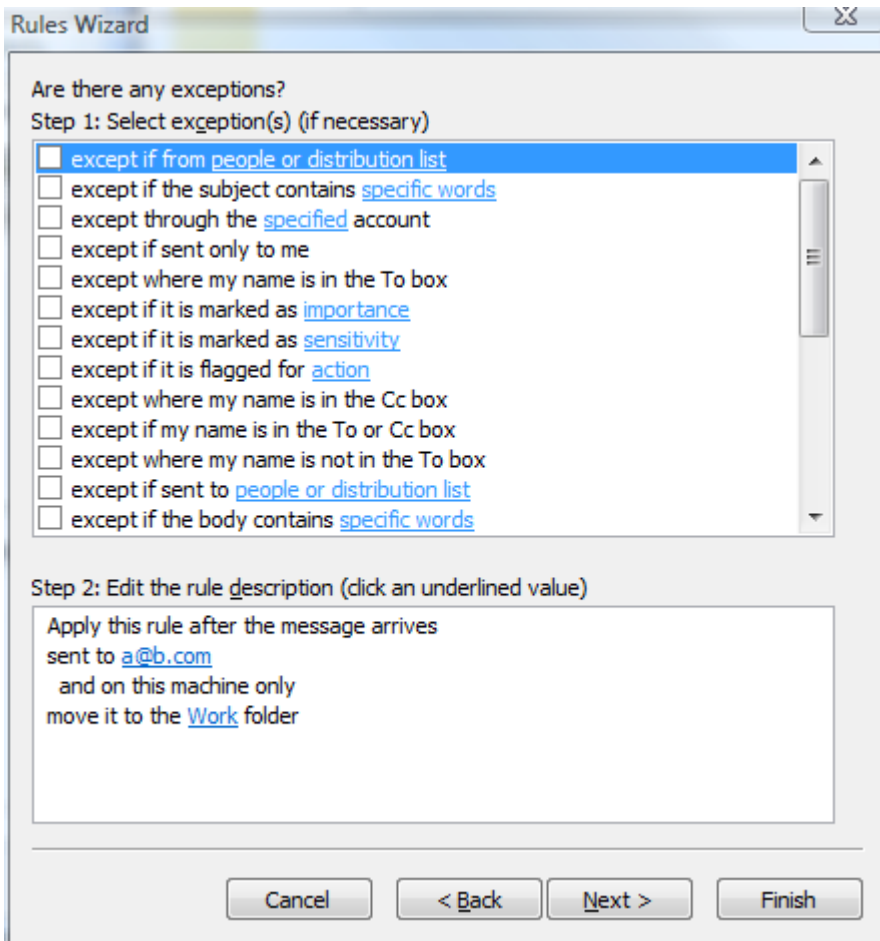 Rules Wizard
Are there any exceptions?
Step 1: Select exception(s) (if necessary)
except if from people or distribution list
except if the subject contains specific words
except through the specified account
except if sent only to me
except where my name is in the To box
except if it is marked as importance
except if it is marked as sensitivity
except if it is flagged for action
except where my name is in the Cc box
except if my name is in the To or Cc box
except where my name is not in the To box
except if sent to people or distribution list
except if the body contains specific words
Step 2: Edit the rule description (click an underlined value)
Apply this rule after the message arrives
sent to a@b.com
and on this machine only
move it to the Work folder
Cancel < Back Next > Finish